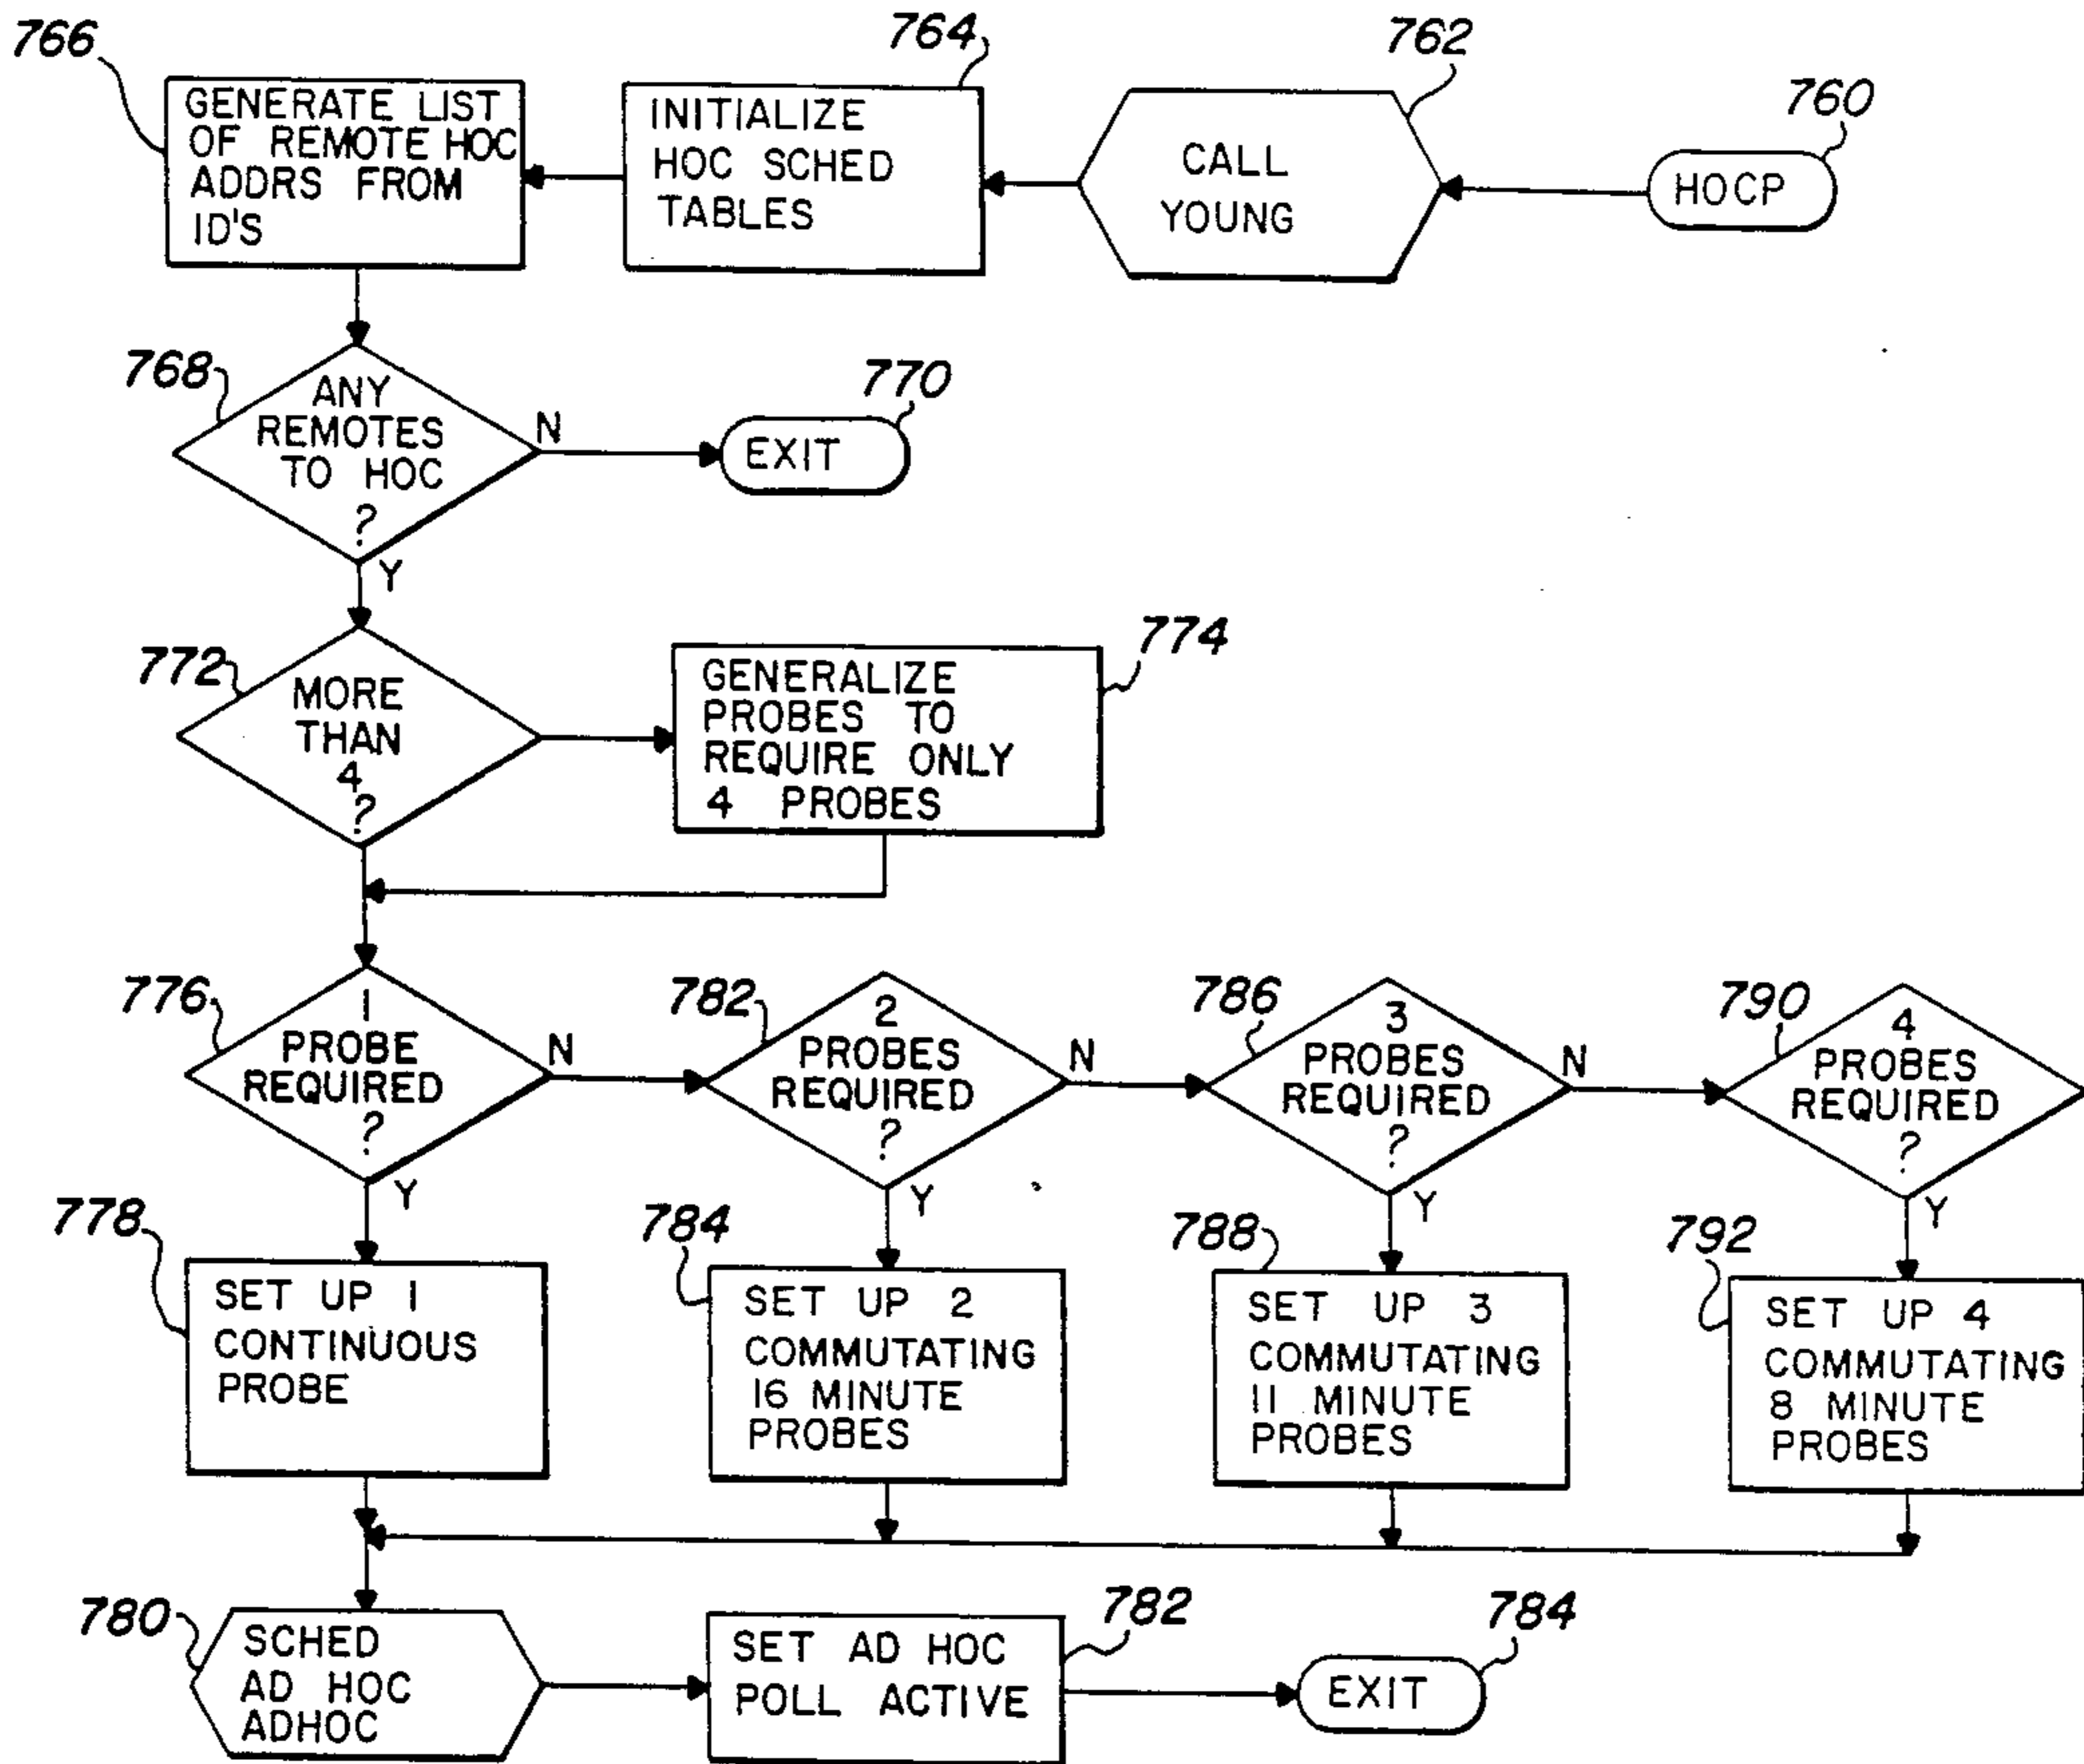 766
GENERATE LIST
OF REMOTE HOC
ADDRS FROM
ID'S
764
INITIALIZE
HOC SCHED
TABLES
762
CALL
YOUNG
760
HOCP
768
ANY
REMOTES
TO HOC
?
N
Y
770
EXIT
772
MORE
THAN
4
?
774
GENERALIZE
PROBES TO
REQUIRE ONLY
4 PROBES
776
1
PROBE
REQUIRED
?
N
Y
782
2
PROBES
REQUIRED
?
N
Y
786
3
PROBES
REQUIRED
?
N
Y
790
4
PROBES
REQUIRED
?
Y
778
SET UP 1
CONTINUOUS
PROBE
784
SET UP 2
COMMUTATING
16 MINUTE
PROBES
788
SET UP 3
COMMUTATING
11 MINUTE
PROBES
792
SET UP 4
COMMUTATING
8 MINUTE
PROBES
780
SCHED
AD HOC
ADHOC
782
SET AD HOC
POLL ACTIVE
784
EXIT